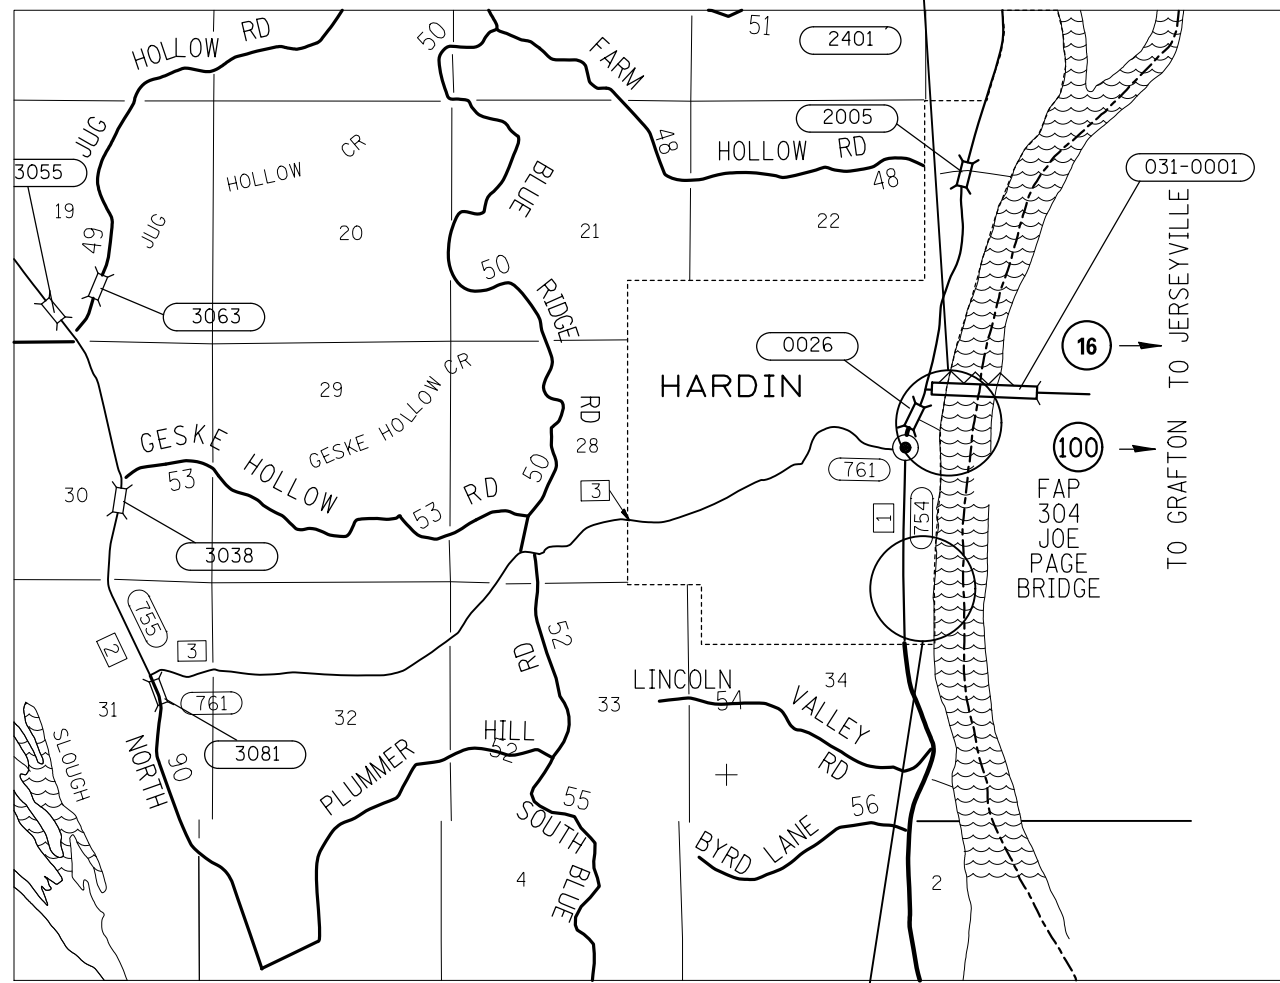 HOLLOW RD
50
51
2401
FARM
2005
JUG
HOLLOW CR
48
HOLLOW RD
031-0001
3055
BLUE
48
19
49
JUG
20
21
22
TO JERSEYVILLE
50
RIDGE
3063
0026
16
29
GESKE HOLLOW CR
HARDIN
RD
GESKE
28
761
100
TO GRAFTON
53
HOLLOW
RD
50
30
3
53
1
754
FAP
304
JOE
PAGE
BRIDGE
3038
755
2
3
52
RD
LINCOLN
54
34
761
31
32
33
VALLEY
SLOUGH
NORTH
90
3081
HILL
52
PLUMMER
RD
55
56
SOUTH
BYRD LANE
4
BLUE
2